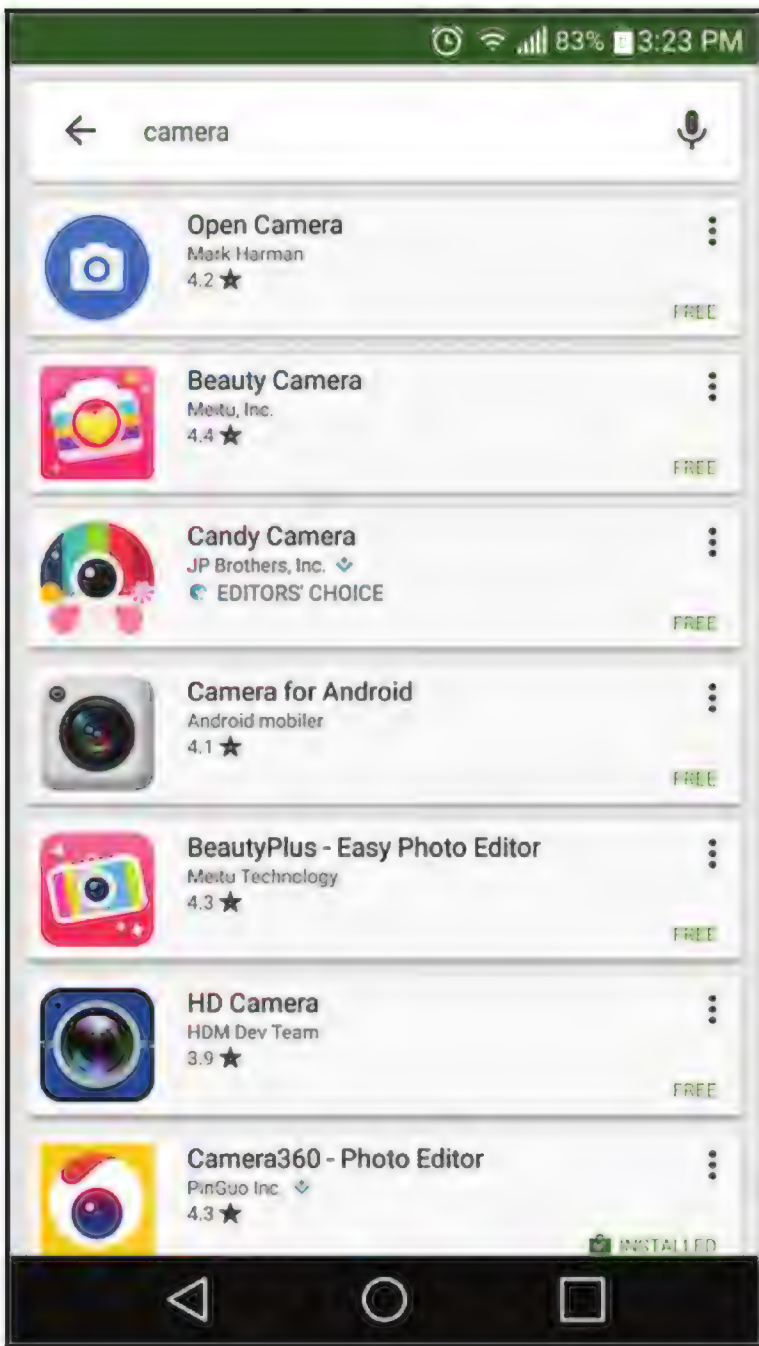 83% 3:23 PM
camera
Open Camera
Mark Harman
4.2
FREE
Beauty Camera
Meitu, Inc.
4.4
FREE
Candy Camera
JP Brothers, Inc.
EDITORS' CHOICE
FREE
Camera for Android
Android mobiler
4.1
FREE
BeautyPlus - Easy Photo Editor
Meitu Technology
4.3
FREE
HD Camera
HDM Dev Team
3.9
FREE
Camera360 - Photo Editor
PinGuo Inc
4.3
INSTALLED